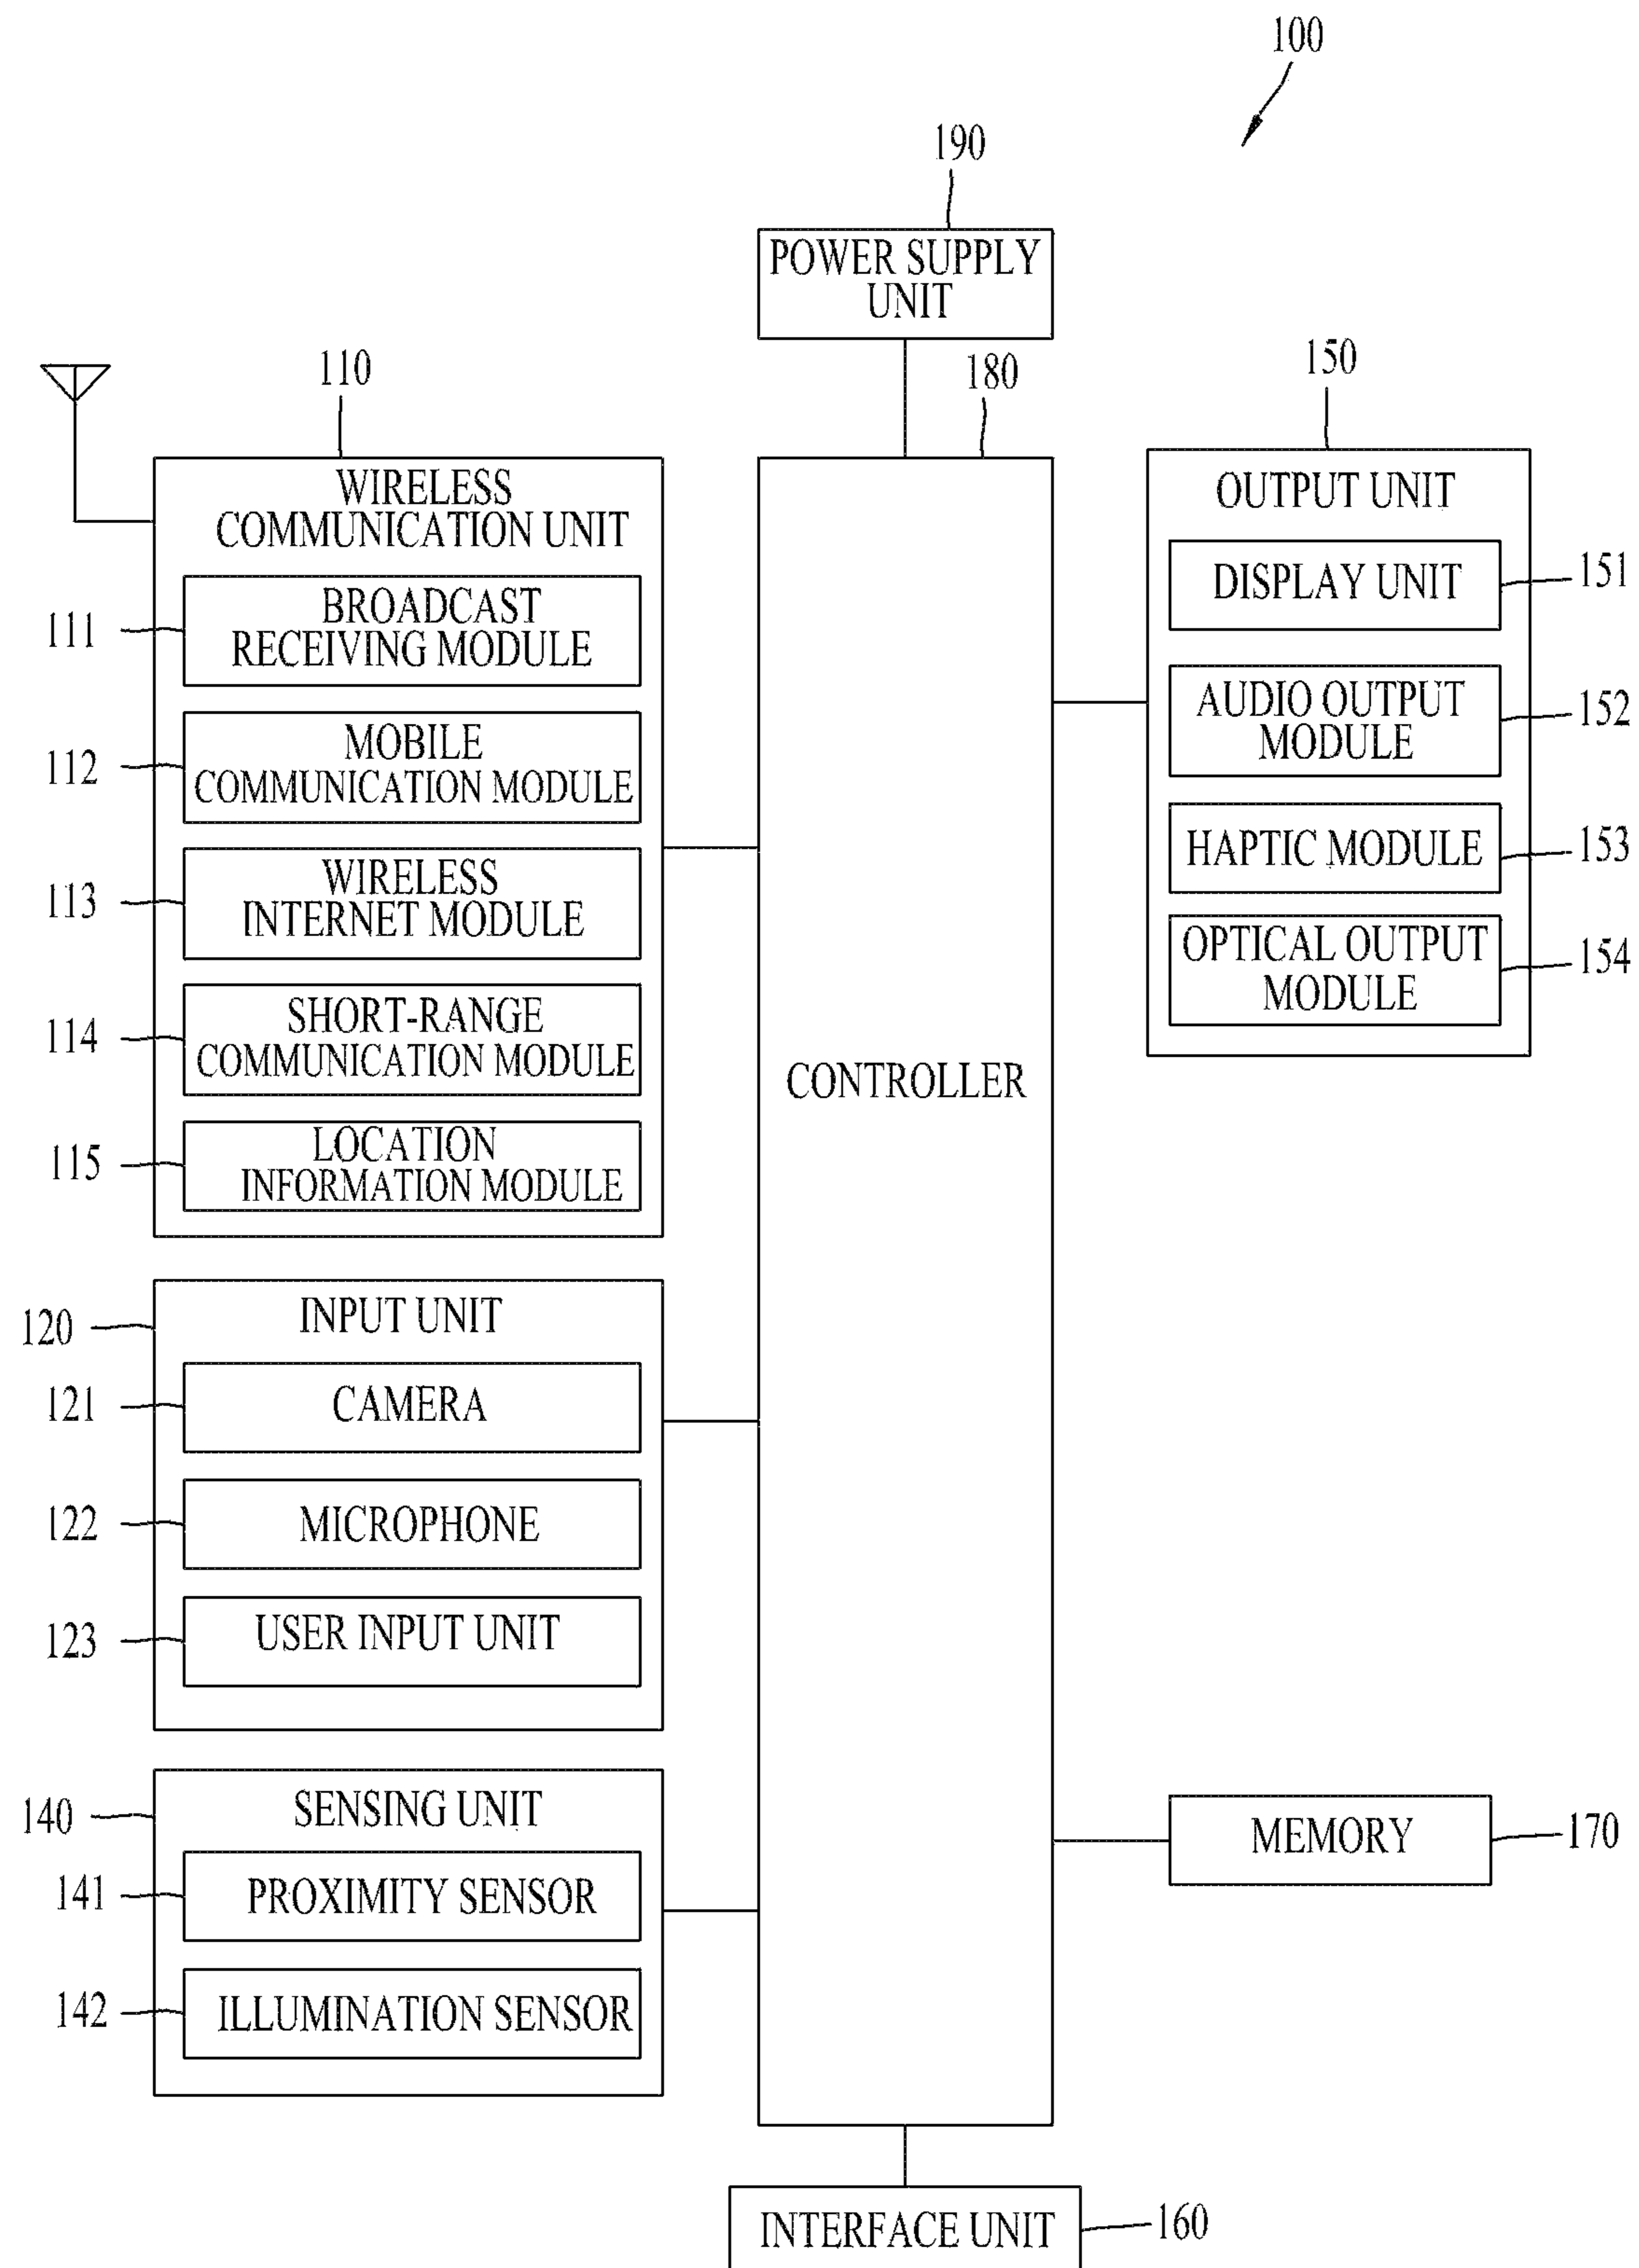 100
190
POWER SUPPLY
UNIT
110
180
150
WIRELESS
COMMUNICATION UNIT
111
BROADCAST
RECEIVING MODULE
112
MOBILE
COMMUNICATION MODULE
113
WIRELESS
INTERNET MODULE
114
SHORT-RANGE
COMMUNICATION MODULE
115
LOCATION
INFORMATION MODULE
120
INPUT UNIT
121
CAMERA
122
MICROPHONE
123
USER INPUT UNIT
140
SENSING UNIT
141
PROXIMITY SENSOR
142
ILLUMINATION SENSOR
CONTROLLER
OUTPUT UNIT
DISPLAY UNIT
151
AUDIO OUTPUT
MODULE
152
HAPTIC MODULE
153
OPTICAL OUTPUT
MODULE
154
MEMORY
170
INTERFACE UNIT
160